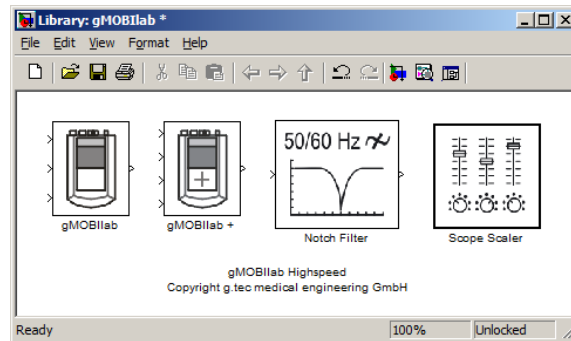 Library: gMOBIlab *
File Edit View Format Help
50/60 Hz
gMOBIlab
gMOBIlab +
Notch Filter
Scope Scaler
gMOBIlab Highspeed
Copyright g.tec medical engineering GmbH
Ready 100% Unlocked